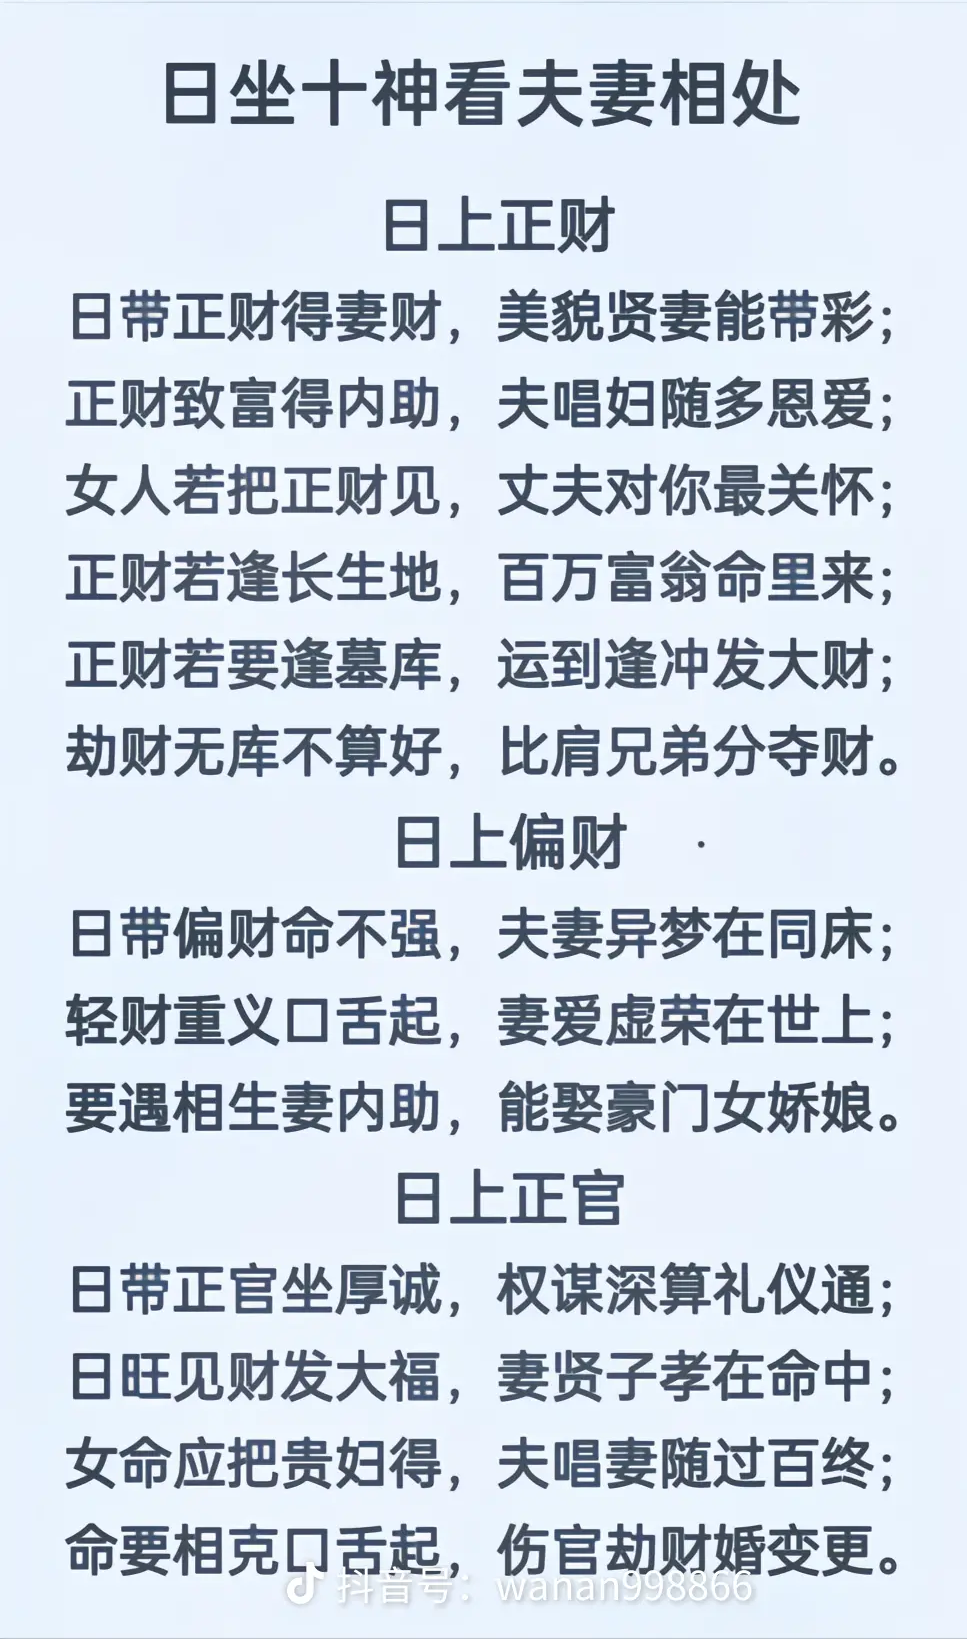 日坐十神看夫妻相处
日上正财
日带正财得妻财，美貌贤妻能带彩；
正财致富得内助，夫唱妇随多恩爱；
女人若把正财见，丈夫对你最关怀；
正财若逢长生地，百万富翁命里来；
正财若要逢墓库，运到逢冲发大财；
劫财无库不算好，比肩兄弟分夺财。
日上偏财
日带偏财命不强，夫妻异梦在同床；
轻财重义口舌起，妻爱虚荣在世上；
要遇相生妻内助，能娶豪门女娇娘。
日上正官
日带正官坐厚诚，权谋深算礼仪通；
日旺见财发大福，妻贤子孝在命中；
女命应把贵妇得，夫唱妻随过百终；
命要相克口舌起，伤官劫财婚变更。
抖音号：wanan998866